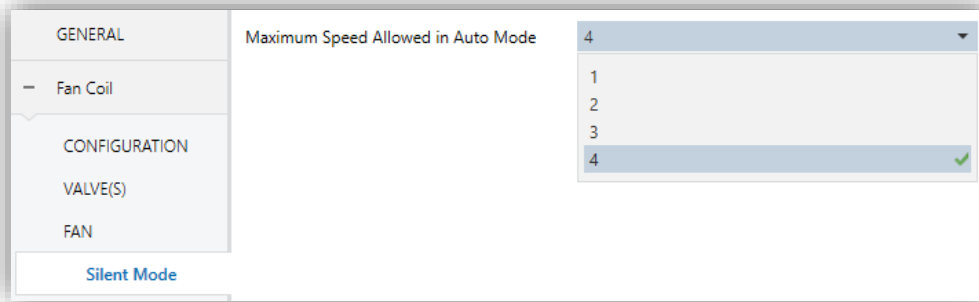 GENERAL
Fan Coil
CONFIGURATION
VALVE(S)
FAN
Silent Mode
Maximum Speed Allowed in Auto Mode
4
1
2
3
4